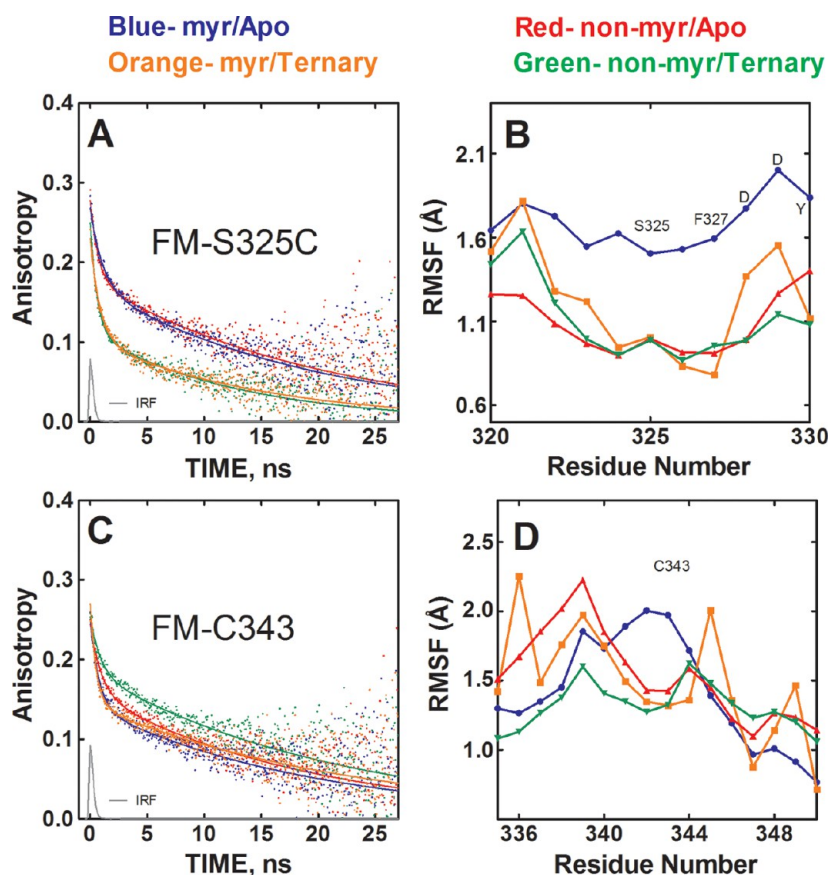 Blue- myr/Apo
Orange- myr/Ternary
Red- non-myr/Apo
Green- non-myr/Ternary
A
FM-S325C
Anisotropy
0.4
0.3
0.2
0.1
0.0
IRF
0 5 10 15 20 25
TIME, ns
B
RMSF (Å)
2.1
1.6
1.1
0.6
S325
F327
D
D
Y
320 325 330
Residue Number
C
FM-C343
Anisotropy
0.4
0.3
0.2
0.1
0.0
IRF
0 5 10 15 20 25
TIME, ns
D
C343
RMSF (Å)
2.5
2.0
1.5
1.0
336 340 344 348
Residue Number